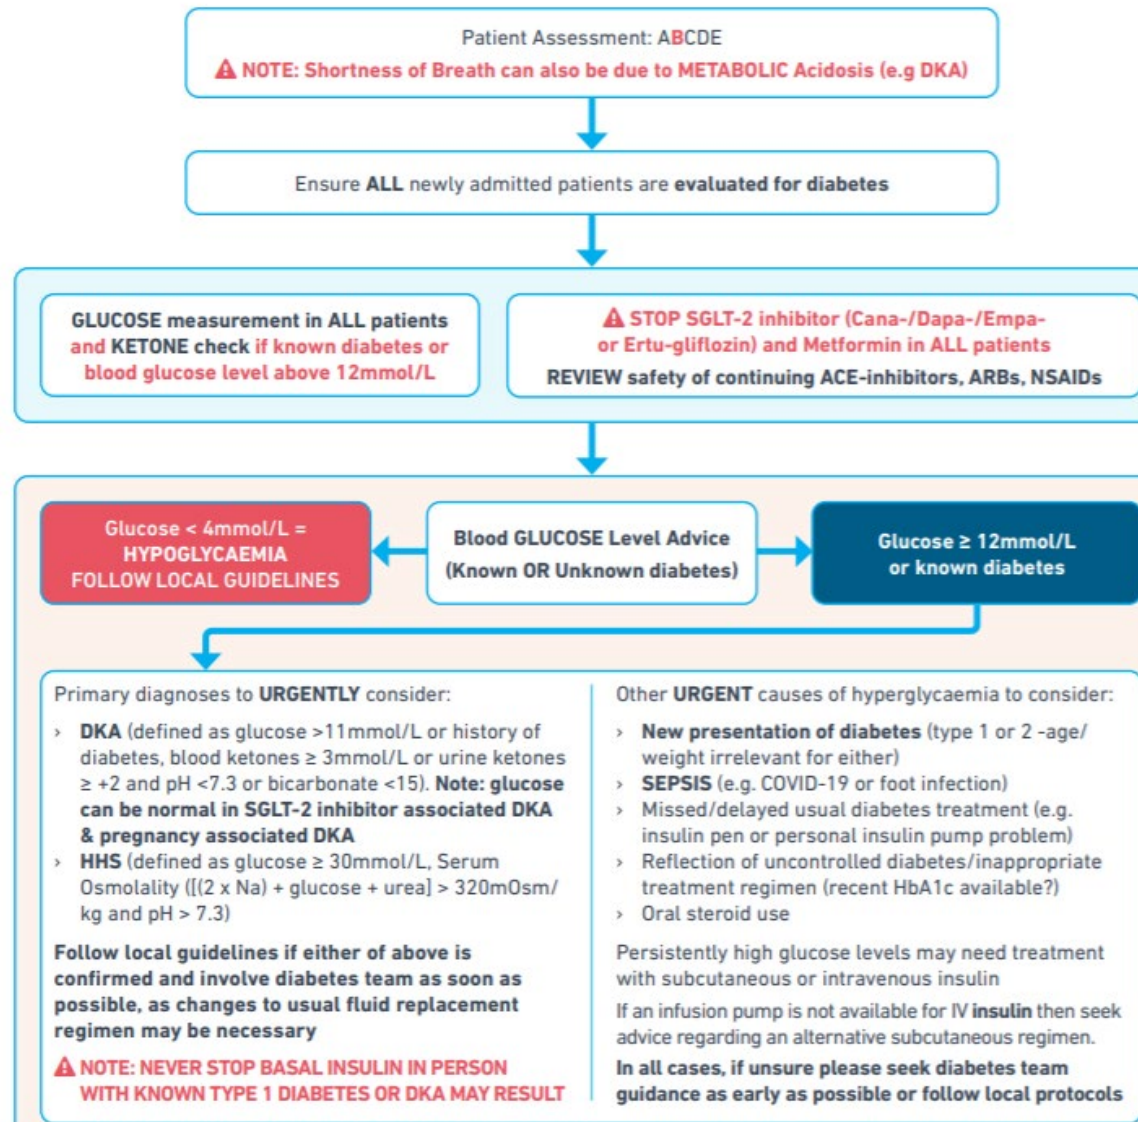 Patient Assessment: ABCDE
NOTE: Shortness of Breath can also be due to METABOLIC Acidosis (e.g DKA)
Ensure ALL newly admitted patients are evaluated for diabetes
GLUCOSE measurement in ALL patients
and KETONE check if known diabetes or
blood glucose level above 12mmol/L
STOP SGLT-2 inhibitor (Cana-/Dapa-/Empa-
or Ertu-gliflozin) and Metformin in ALL patients
REVIEW safety of continuing ACE-inhibitors, ARBs, NSAIDs
Glucose < 4mmol/L =
HYPOGLYCAEMIA
FOLLOW LOCAL GUIDELINES
Blood GLUCOSE Level Advice
(Known OR Unknown diabetes)
Glucose ≥ 12mmol/L
or known diabetes
Primary diagnoses to URGENTLY consider:
› DKA (defined as glucose >11mmol/L or history of
diabetes, blood ketones ≥ 3mmol/L or urine ketones
≥ +2 and pH <7.3 or bicarbonate <15). Note: glucose
can be normal in SGLT-2 inhibitor associated DKA
& pregnancy associated DKA
› HHS (defined as glucose ≥ 30mmol/L, Serum
Osmolality ([(2 x Na) + glucose + urea] > 320mOsm/
kg and pH > 7.3)
Follow local guidelines if either of above is
confirmed and involve diabetes team as soon as
possible, as changes to usual fluid replacement
regimen may be necessary
NOTE: NEVER STOP BASAL INSULIN IN PERSON
WITH KNOWN TYPE 1 DIABETES OR DKA MAY RESULT
Other URGENT causes of hyperglycaemia to consider:
› New presentation of diabetes (type 1 or 2 -age/
weight irrelevant for either)
› SEPSIS (e.g. COVID-19 or foot infection)
› Missed/delayed usual diabetes treatment (e.g.
insulin pen or personal insulin pump problem)
› Reflection of uncontrolled diabetes/inappropriate
treatment regimen (recent HbA1c available?)
› Oral steroid use
Persistently high glucose levels may need treatment
with subcutaneous or intravenous insulin
If an infusion pump is not available for IV insulin then seek
advice regarding an alternative subcutaneous regimen.
In all cases, if unsure please seek diabetes team
guidance as early as possible or follow local protocols